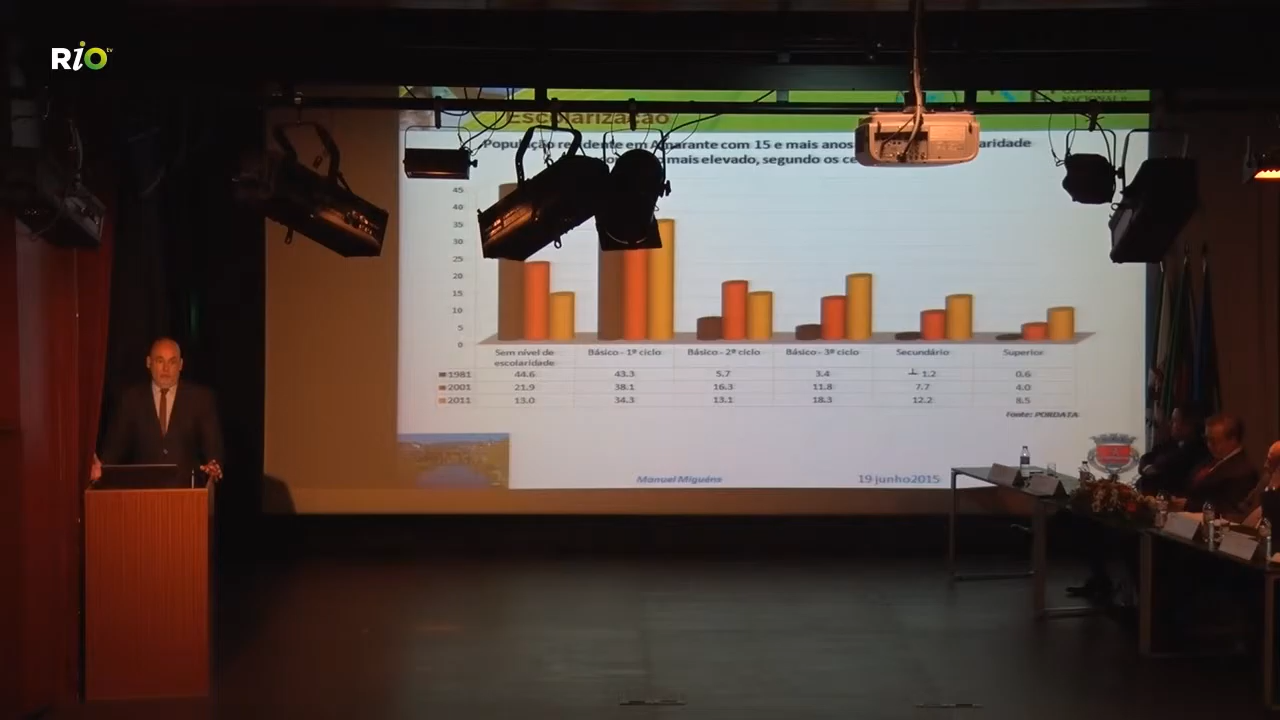 RiO tv
Escolarização
População residente em Amarante com 15 e mais anos
mais elevado, segundo os
45
40
35
30
25
20
15
10
5
0
Sem nível de escolaridade Básico - 1º ciclo Básico - 2º ciclo Básico - 3º ciclo Secundário Superior
1981 44.6 43.3 5.7 3.4 1.2 0.6
2001 21.9 38.1 16.3 11.8 7.7 4.0
2011 13.0 34.3 13.1 18.3 12.2 8.5
Fonte: PORDATA
Manuel Miguéns 19 junho2015